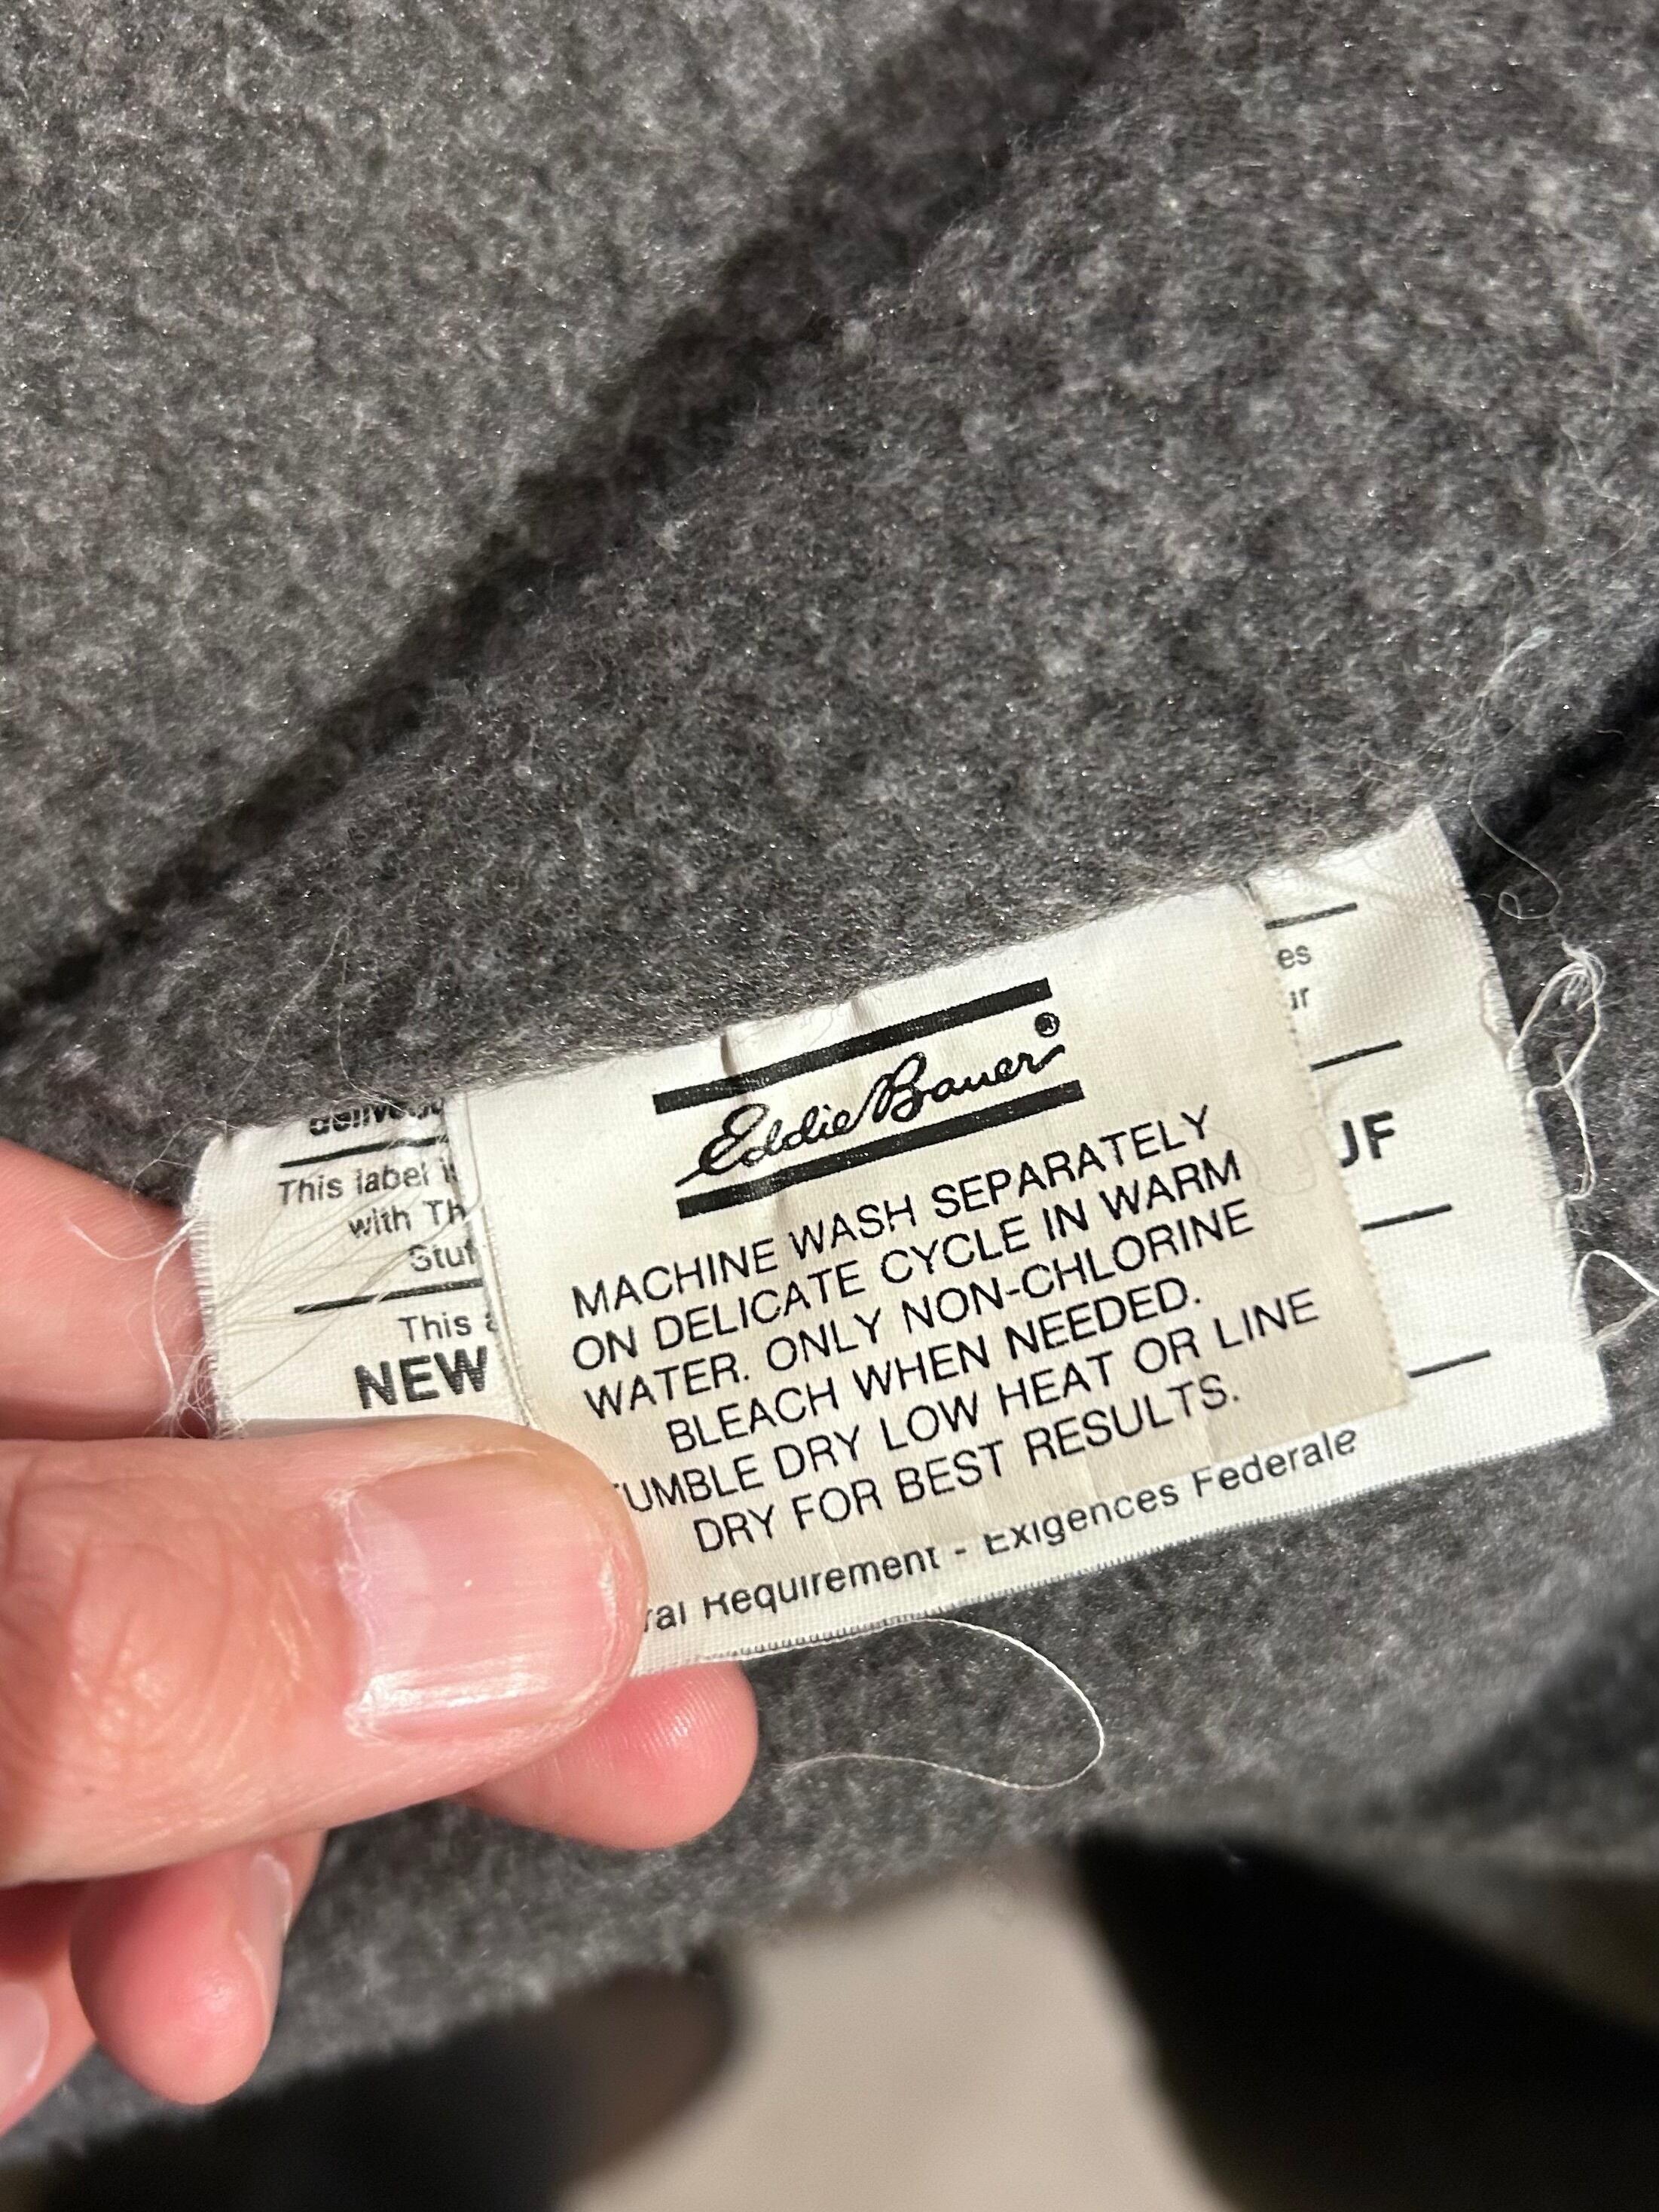 Eddie Bauer®
MACHINE WASH SEPARATELY
ON DELICATE CYCLE IN WARM
WATER. ONLY NON-CHLORINE
BLEACH WHEN NEEDED.
TUMBLE DRY LOW HEAT OR LINE
DRY FOR BEST RESULTS.
This label
with Th
Stuf
This
NEW
es
ur
UF
ral Requirement - Exigences Federale